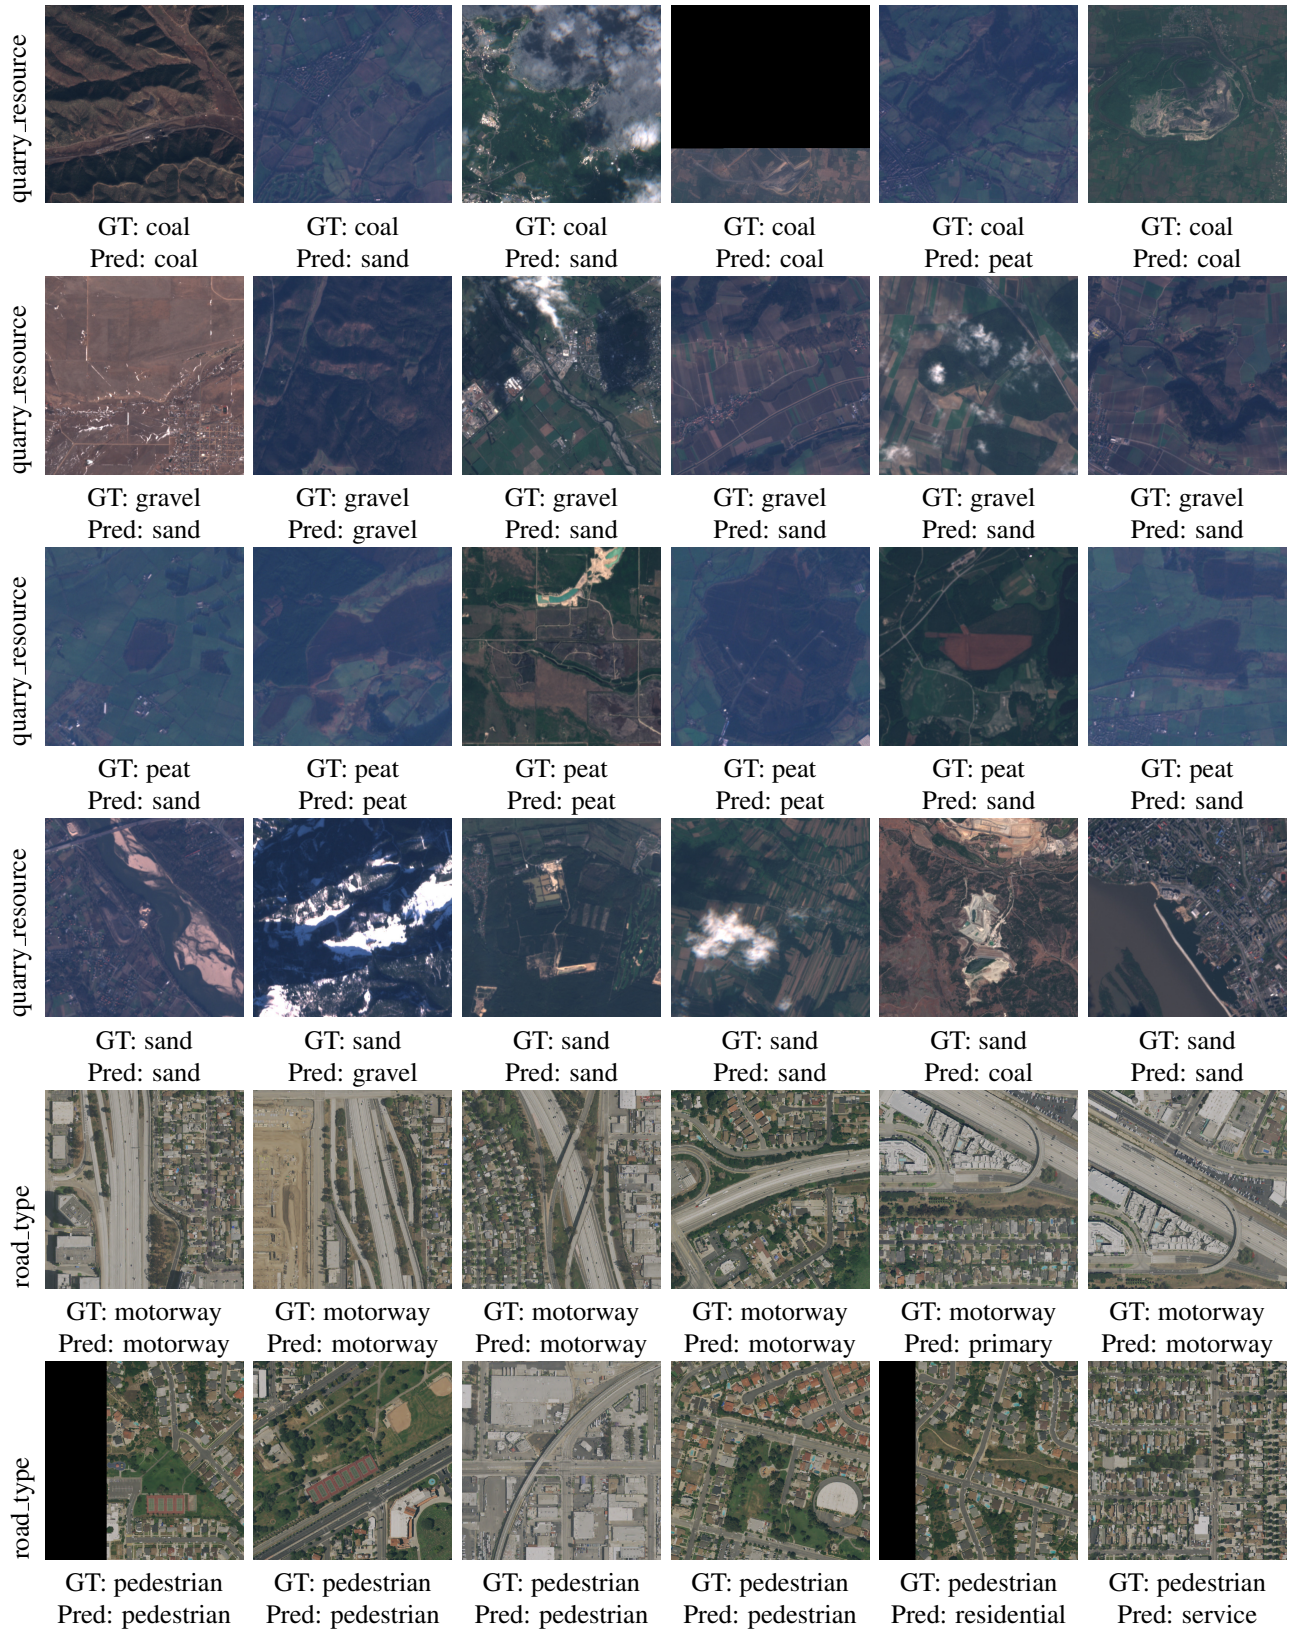 quarry_resource
GT: coal GT: coal GT: coal GT: coal GT: coal GT: coal
Pred: coal Pred: sand Pred: sand Pred: coal Pred: peat Pred: coal
quarry_resource
GT: gravel GT: gravel GT: gravel GT: gravel GT: gravel GT: gravel
Pred: sand Pred: gravel Pred: sand Pred: sand Pred: sand Pred: sand
quarry_resource
GT: peat GT: peat GT: peat GT: peat GT: peat GT: peat
Pred: sand Pred: peat Pred: peat Pred: peat Pred: sand Pred: sand
quarry_resource
GT: sand GT: sand GT: sand GT: sand GT: sand GT: sand
Pred: sand Pred: gravel Pred: sand Pred: sand Pred: coal Pred: sand
road_type
GT: motorway GT: motorway GT: motorway GT: motorway GT: motorway GT: motorway
Pred: motorway Pred: motorway Pred: motorway Pred: motorway Pred: primary Pred: motorway
road_type
GT: pedestrian GT: pedestrian GT: pedestrian GT: pedestrian GT: pedestrian GT: pedestrian
Pred: pedestrian Pred: pedestrian Pred: pedestrian Pred: pedestrian Pred: residential Pred: service